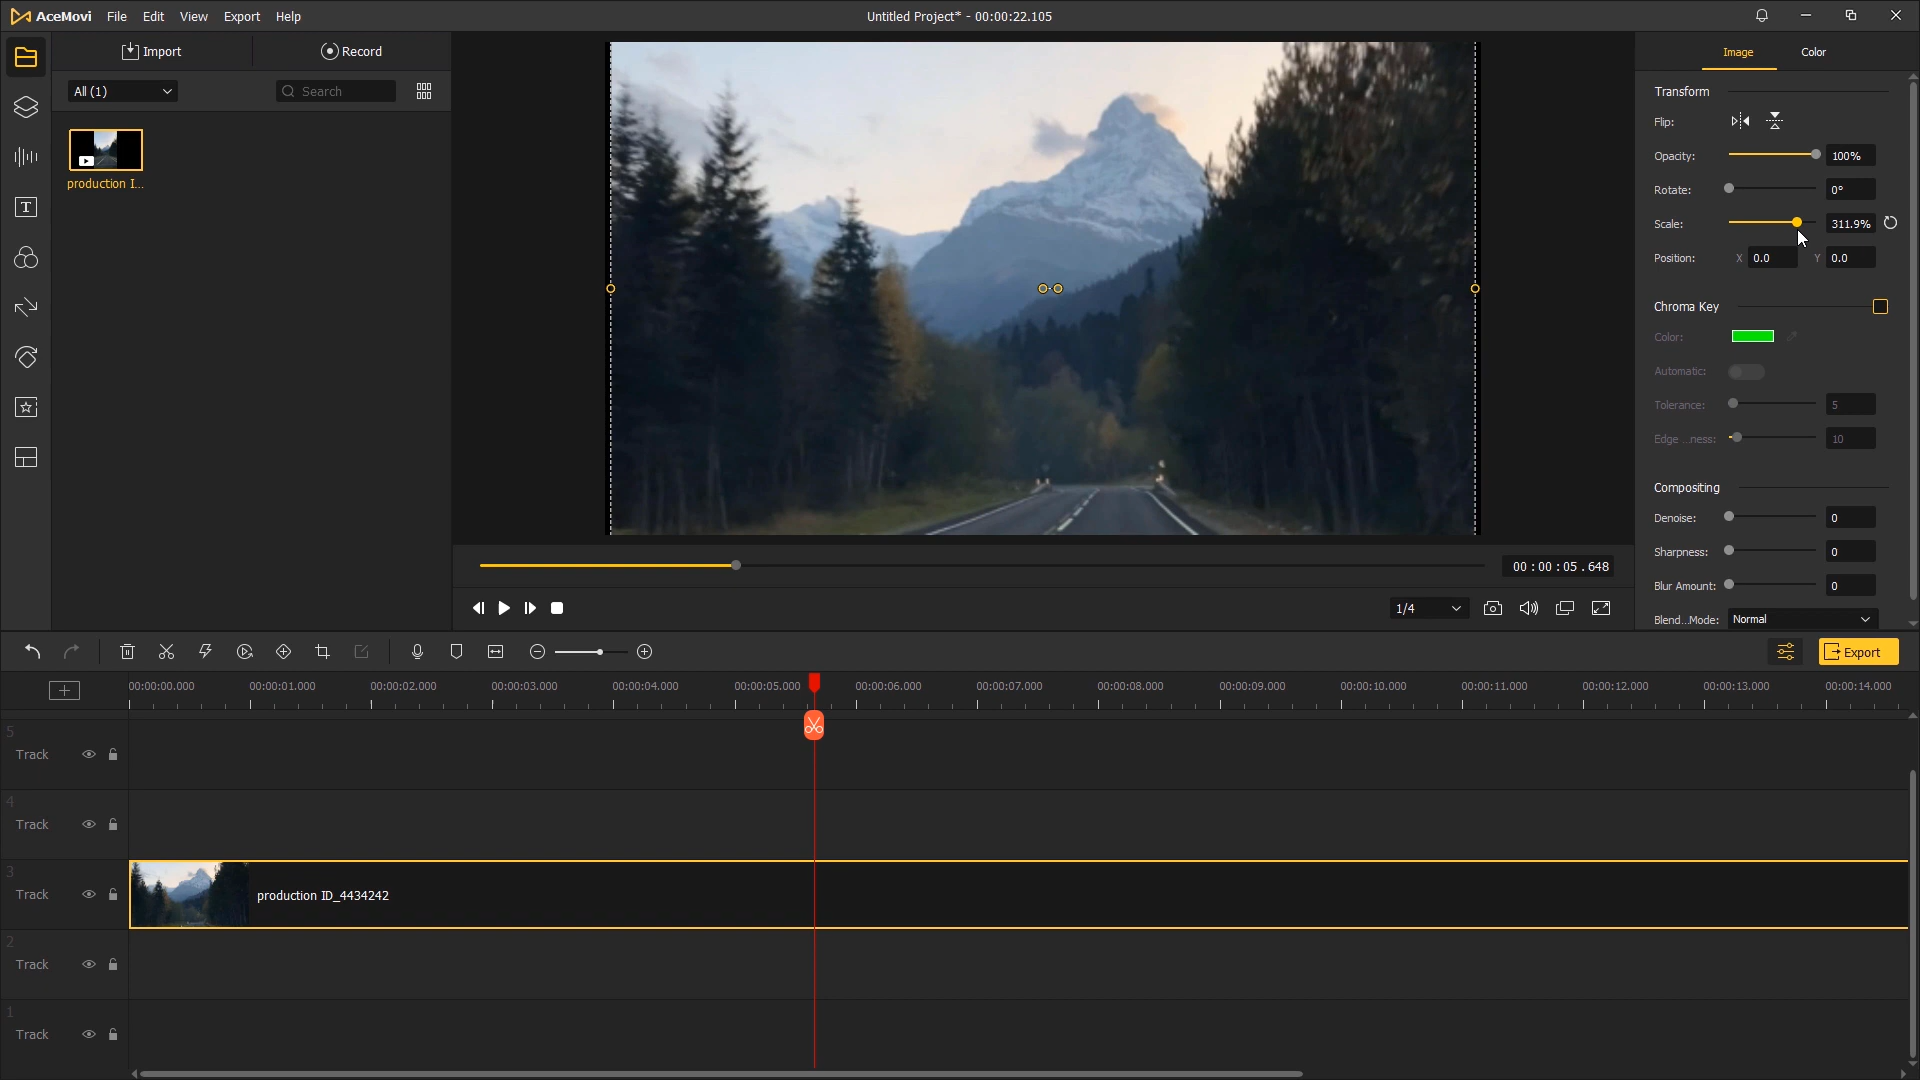 AceMovi File Edit View Export Help
Untitled Project* - 00:00:22.105
Import
Record
All (1)
Search
production I...
00 : 00 : 05 . 648
1/4
Image
Color
Transform
Flip:
Opacity: 100%
Rotate: 0°
Scale: 311.9%
Position: X 0.0 Y 0.0
Chroma Key
Color:
Automatic:
Tolerance: 5
Edge ...ness: 10
Compositing
Denoise: 0
Sharpness: 0
Blur Amount: 0
Blend...Mode: Normal
Export
00:00:00.000 00:00:01.000 00:00:02.000 00:00:03.000 00:00:04.000 00:00:05.000 00:00:06.000 00:00:07.000 00:00:08.000 00:00:09.000 00:00:10.000 00:00:11.000 00:00:12.000 00:00:13.000 00:00:14.000
5
Track
4
Track
3
Track
production ID_4434242
2
Track
1
Track